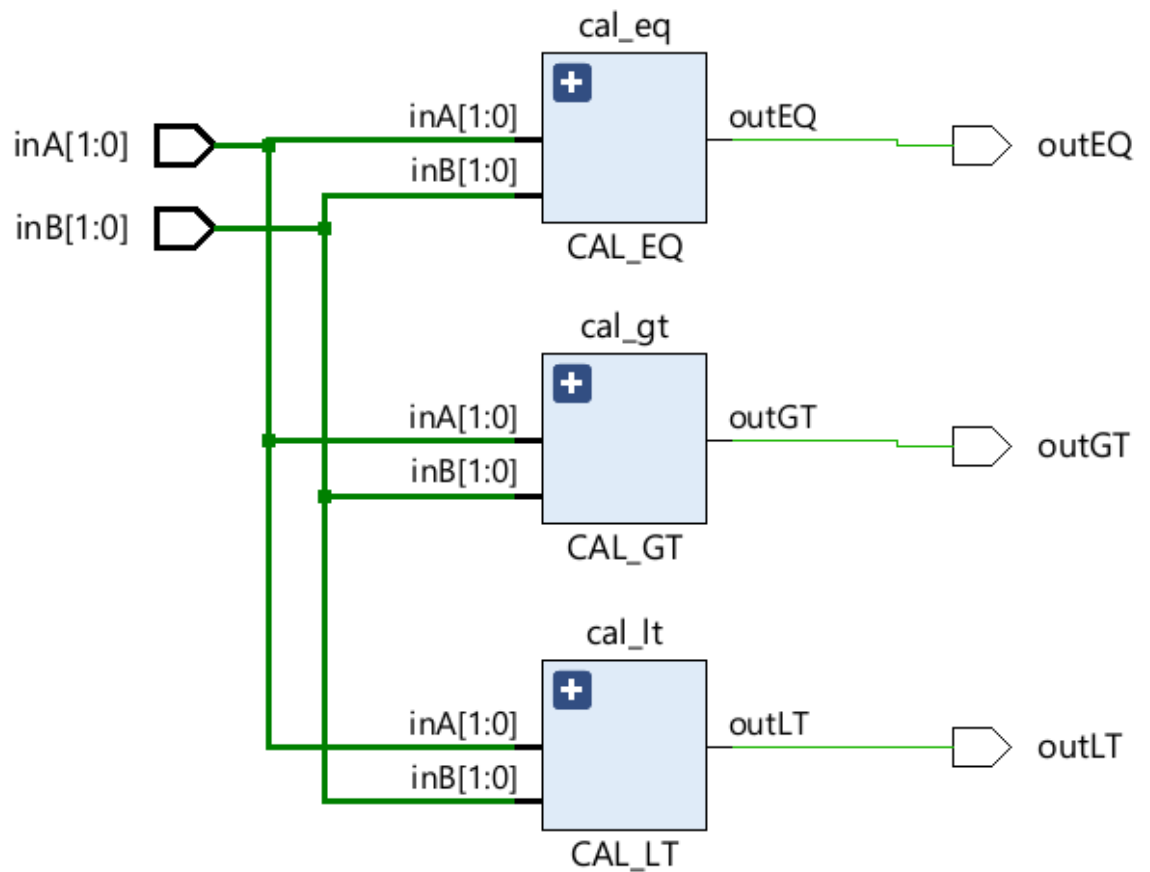 cal_eq
inA[1:0]
inB[1:0]
inA[1:0]
inB[1:0]
outEQ
outEQ
CAL_EQ
cal_gt
inA[1:0]
inB[1:0]
outGT
outGT
CAL_GT
cal_lt
inA[1:0]
inB[1:0]
outLT
outLT
CAL_LT